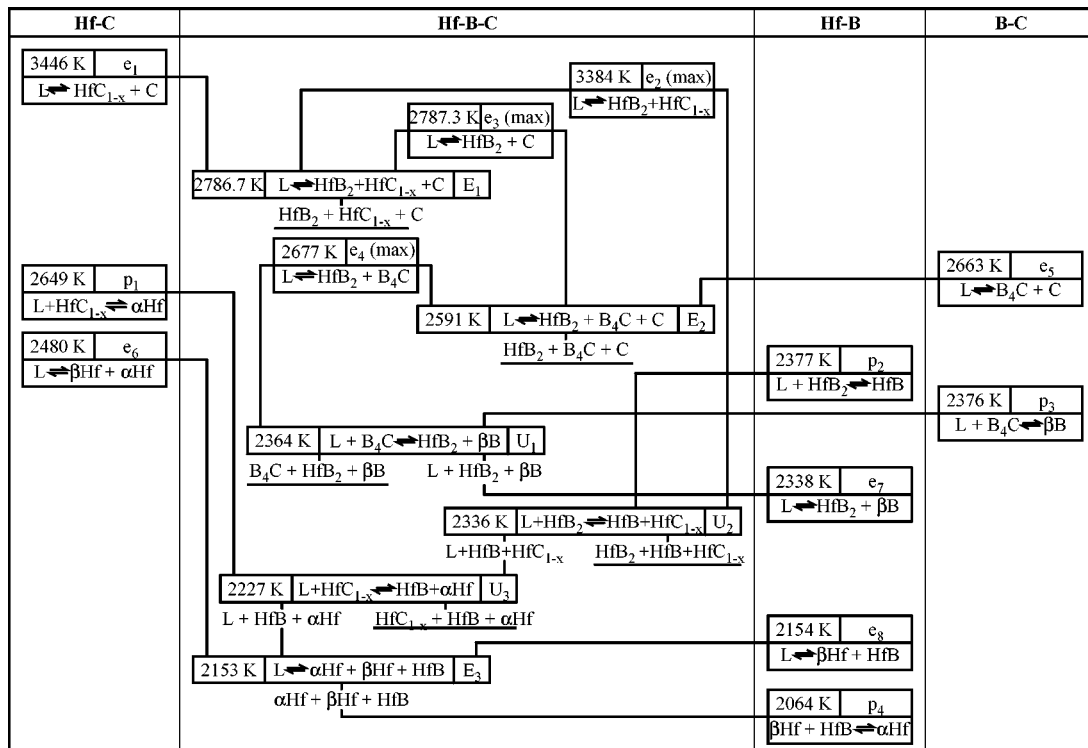 Hf-C Hf-B-C Hf-B B-C
3446 K e₁
L⇌HfC₁₋ₓ + C
3384 K e₂ (max)
L⇌HfB₂+HfC₁₋ₓ
2787.3 K e₃ (max)
L⇌HfB₂ + C
2786.7 K L⇌HfB₂+HfC₁₋ₓ +C E₁
HfB₂ + HfC₁₋ₓ + C
2677 K e₄ (max)
L⇌HfB₂ + B₄C
2663 K e₅
L⇌B₄C + C
2649 K p₁
L+HfC₁₋ₓ⇌αHf
2591 K L⇌HfB₂ + B₄C + C E₂
HfB₂ + B₄C + C
2480 K e₆
L⇌βHf + αHf
2377 K p₂
L + HfB₂⇌HfB
2376 K p₃
L + B₄C⇌βB
2364 K L + B₄C⇌HfB₂ + βB U₁
B₄C + HfB₂ + βB L + HfB₂ + βB
2338 K e₇
L⇌HfB₂ + βB
2336 K L+HfB₂⇌HfB+HfC₁₋ₓ U₂
L+HfB+HfC₁₋ₓ HfB₂+HfB+HfC₁₋ₓ
2227 K L+HfC₁₋ₓ⇌HfB+αHf U₃
L + HfB + αHf HfC₁₋ₓ + HfB + αHf
2154 K e₈
L⇌βHf + HfB
2153 K L⇌αHf + βHf + HfB E₃
αHf + βHf + HfB
2064 K p₄
βHf + HfB⇌αHf